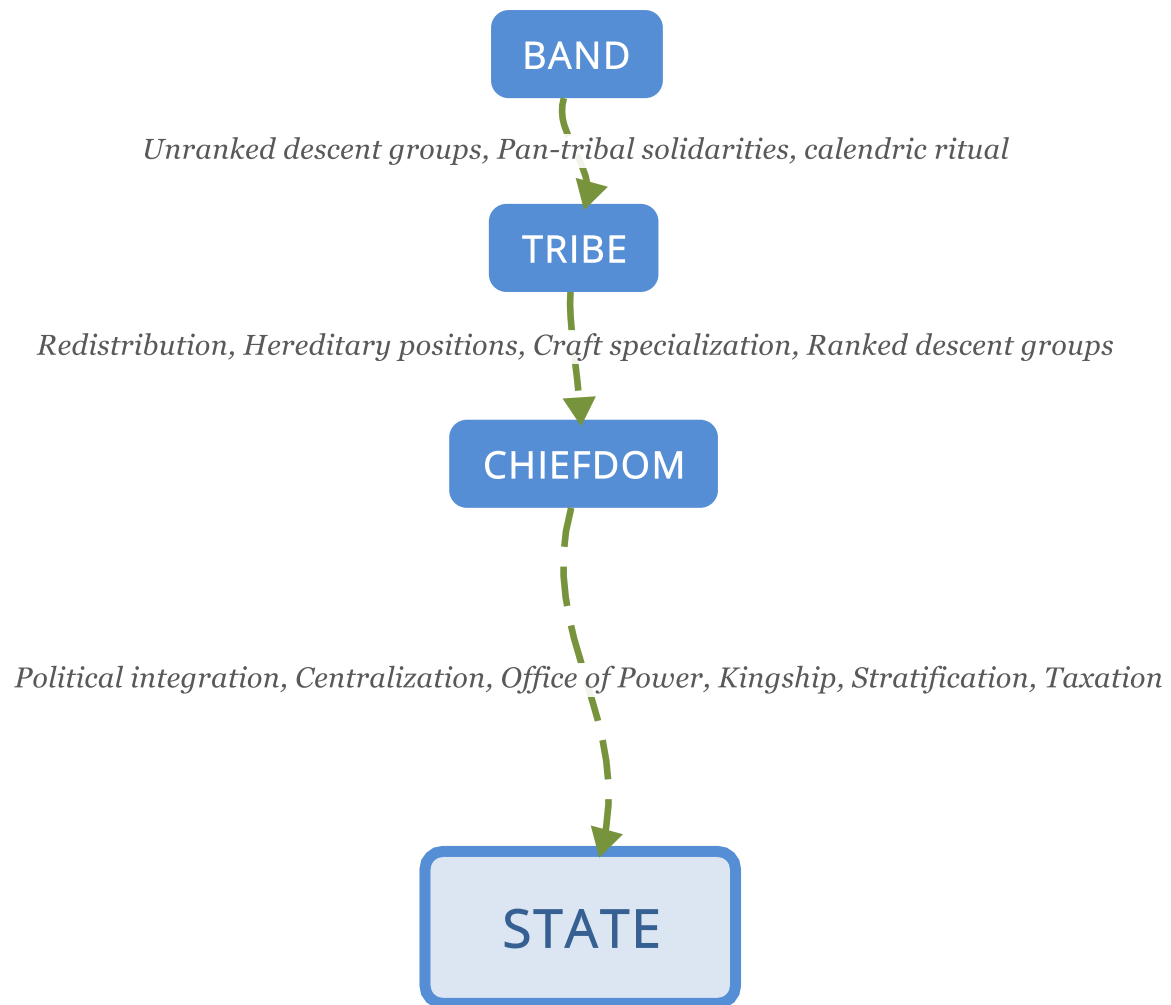 BAND
Unranked descent groups, Pan-tribal solidarities, calendric ritual
TRIBE
Redistribution, Hereditary positions, Craft specialization, Ranked descent groups
CHIEFDOM
Political integration, Centralization, Office of Power, Kingship, Stratification, Taxation
STATE